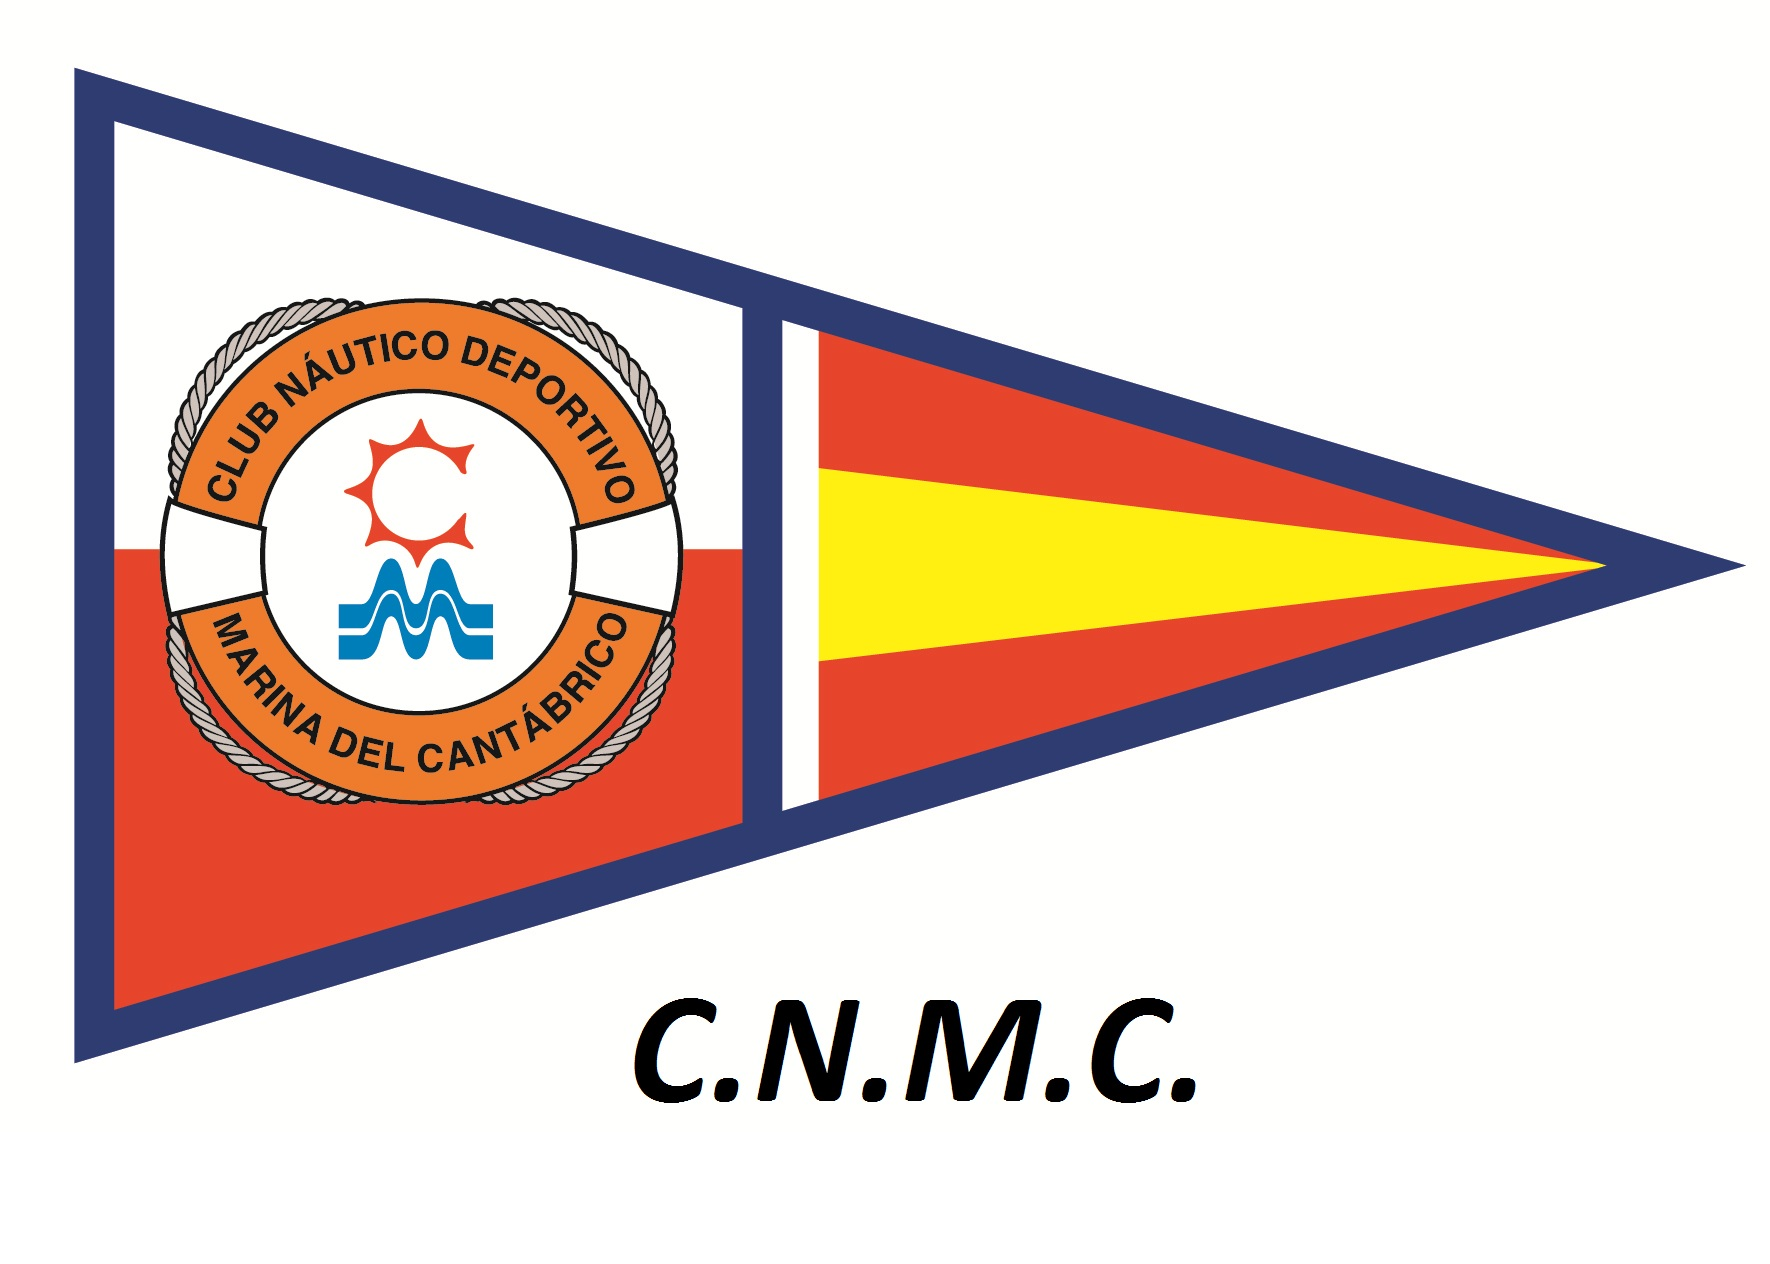 CLUB NÁUTICO DEPORTIVO
MARINA DEL CANTÁBRICO
C.N.M.C.